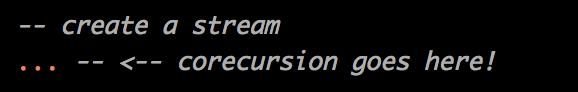 -- create a stream
... -- <-- corecursion goes here!